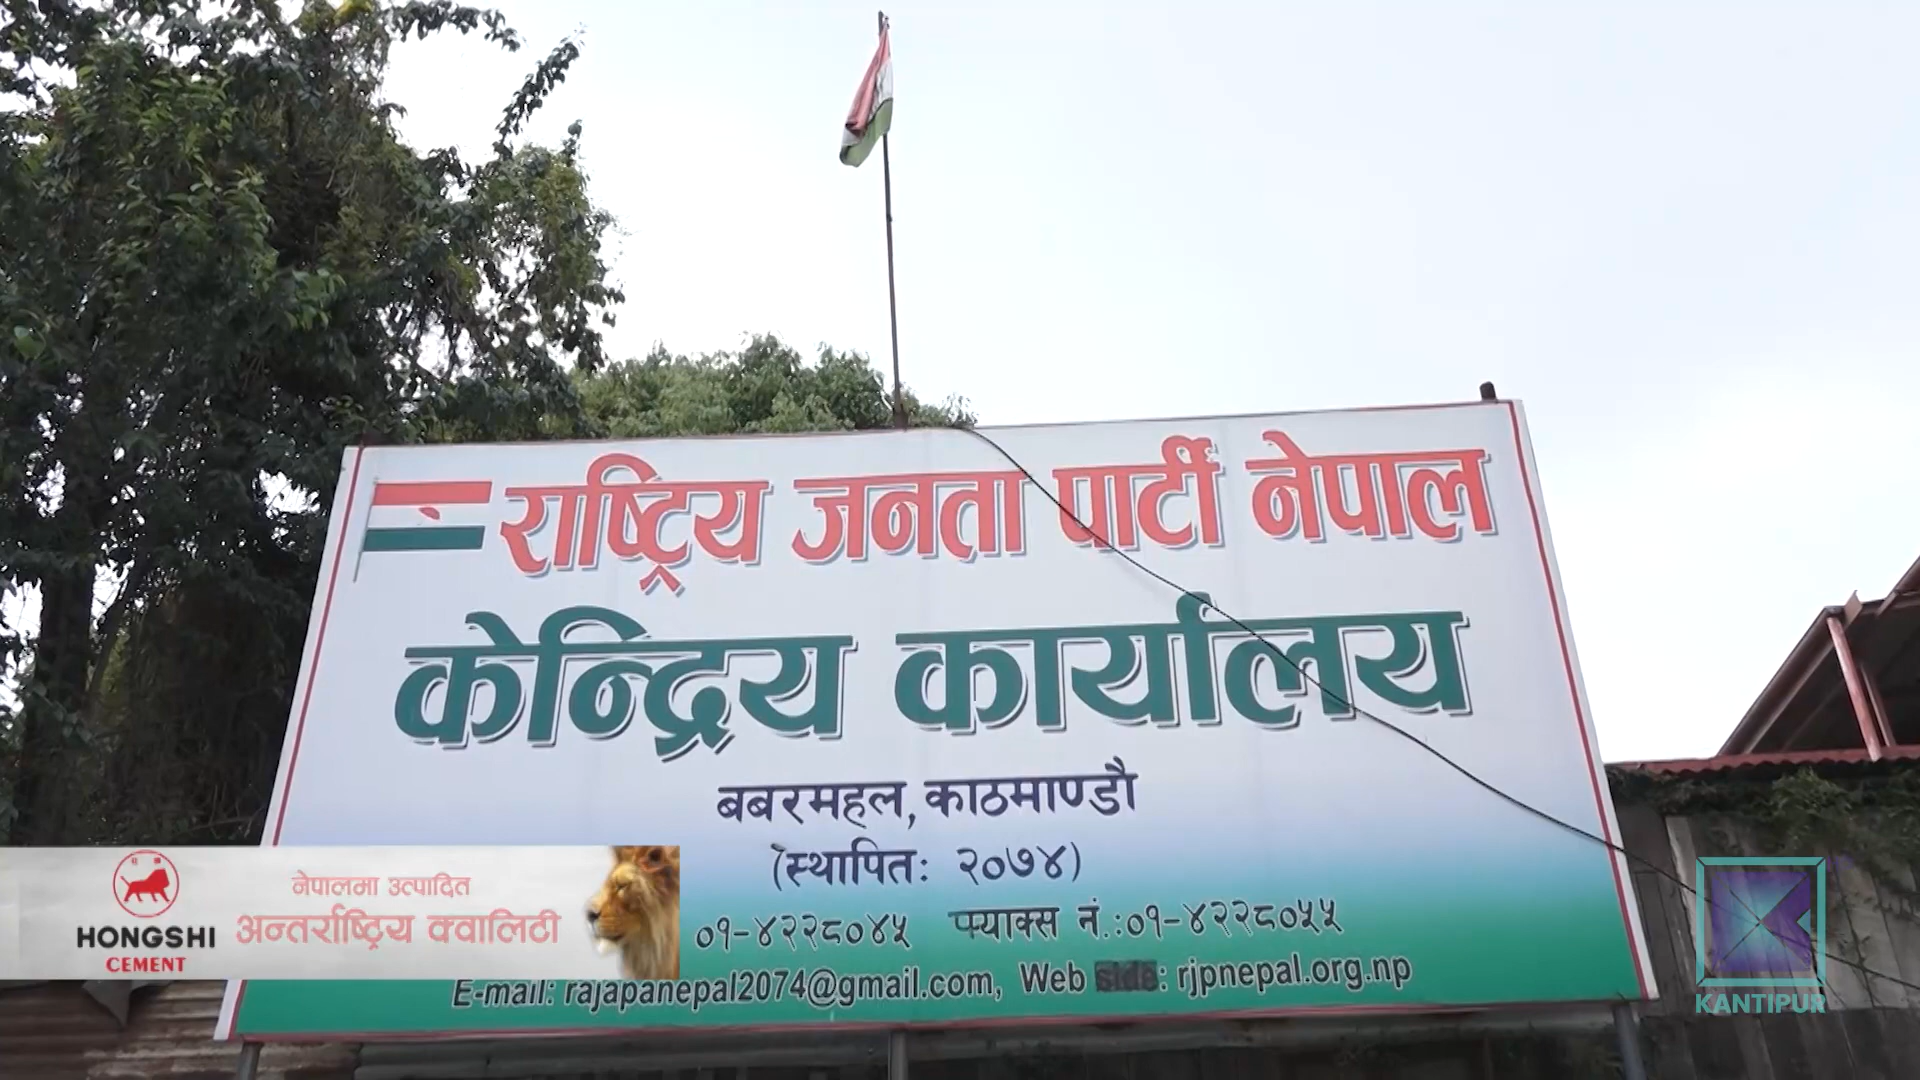 राष्ट्रिय जनता पार्टी नेपाल
केन्द्रिय कार्यालय
बबरमहल, काठमाण्डौ
(स्थापितः २०७४)
०१-४२२८०४५ फ्याक्स नं.:०१-४२२८०५५
E-mail: rajapanepal2074@gmail.com, Web side: rjpnepal.org.np
नेपालमा उत्पादित
अन्तर्राष्ट्रिय क्वालिटी
HONGSHI
CEMENT
KANTIPUR